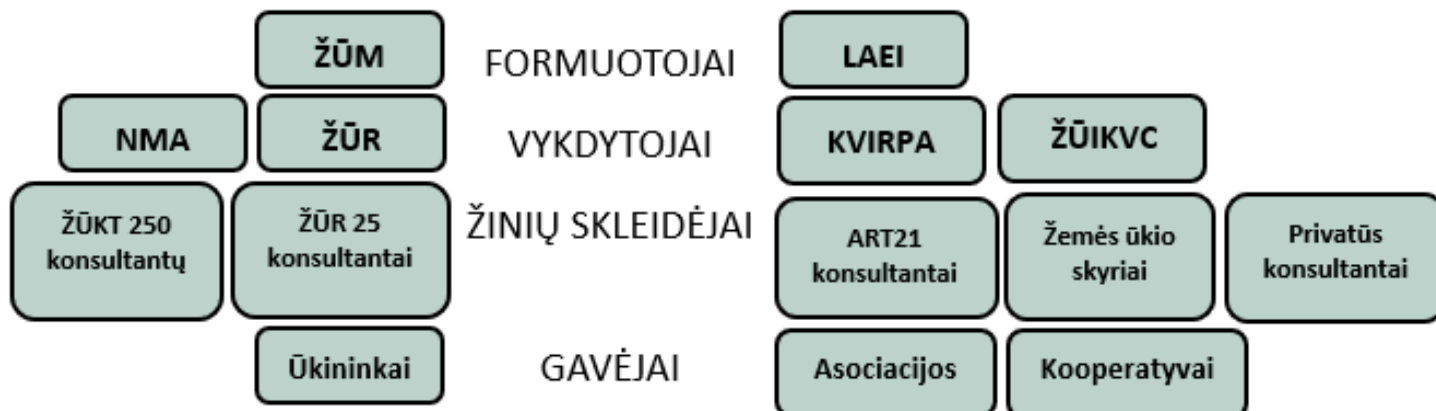 ŽŪM
FORMUOTOJAI
LAEI
NMA
ŽŪR
VYKDYTOJAI
KVIRPA
ŽŪIKVC
ŽŪKT 250
konsultantų
ŽŪR 25
konsultantai
ŽINIŲ SKLEIDĖJAI
ART21
konsultantai
Žemės ūkio
skyriai
Privatūs
konsultantai
Ūkininkai
GAVĖJAI
Asociacijos
Kooperatyvai